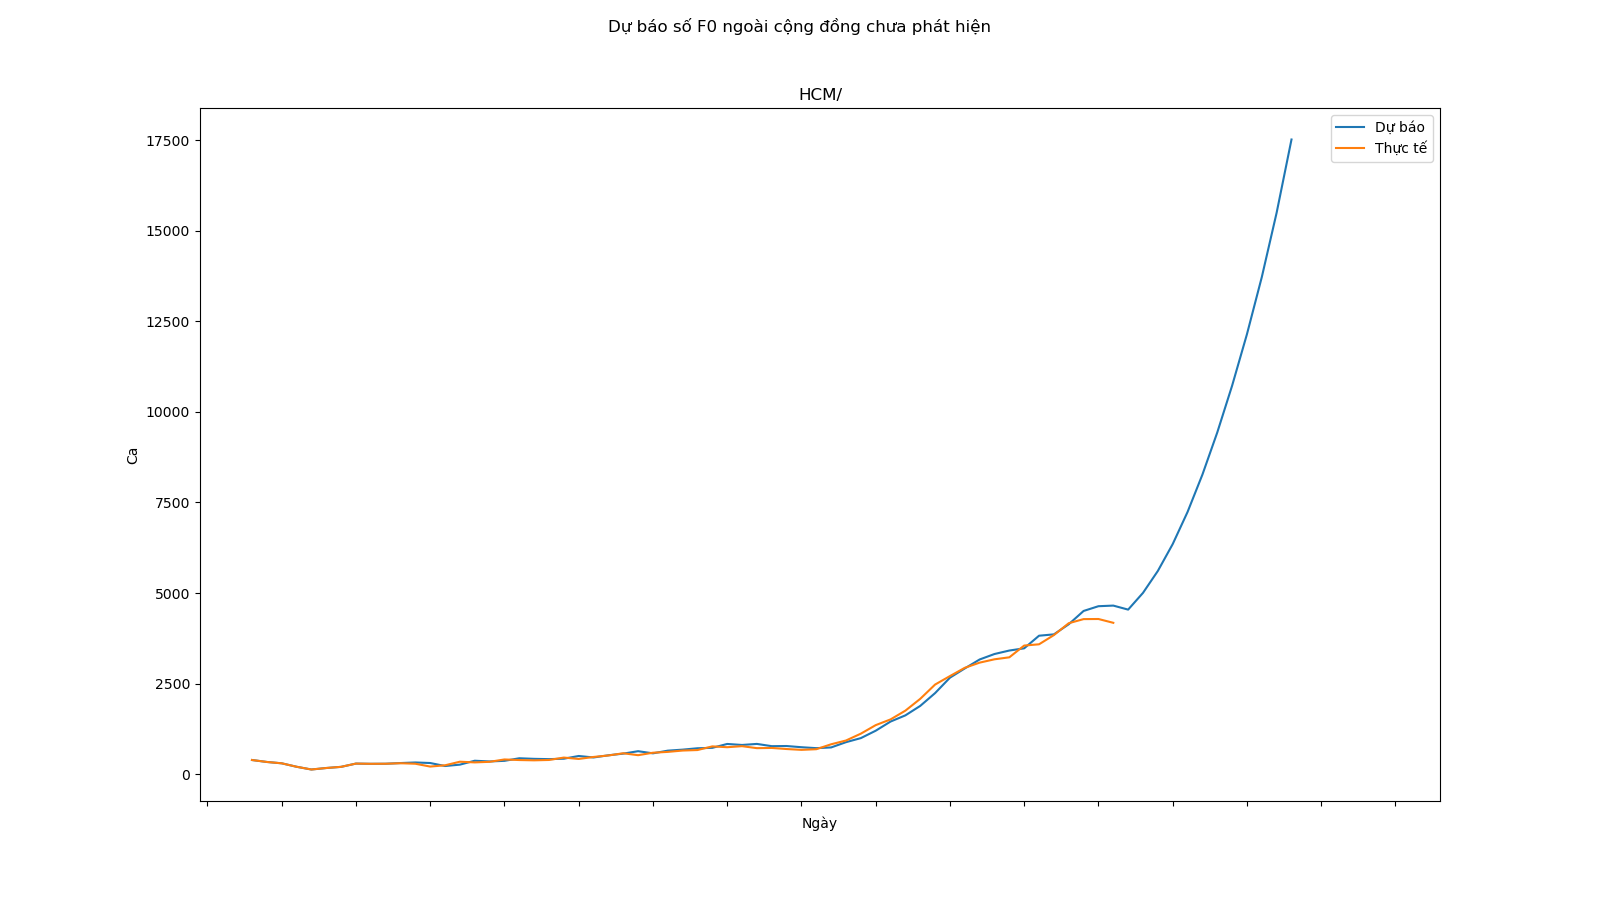 Dự báo số F0 ngoài cộng đồng chưa phát hiện
HCM/
Dự báo
Thực tế
17500
15000
12500
10000
7500
5000
2500
0
Ca
Ngày